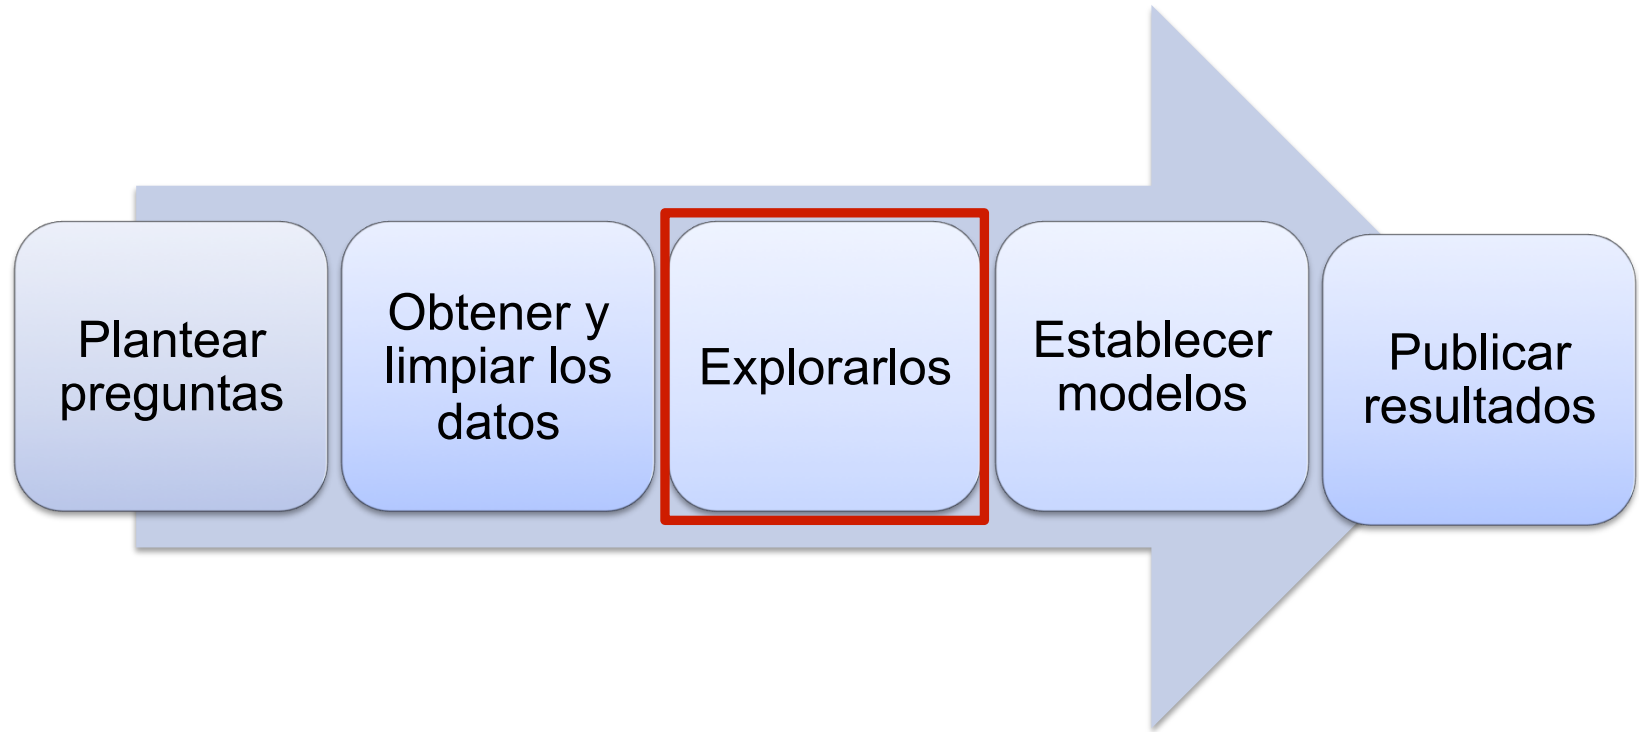 Plantear
preguntas
Obtener y
limpiar los
datos
Explorarlos
Establecer
modelos
Publicar
resultados